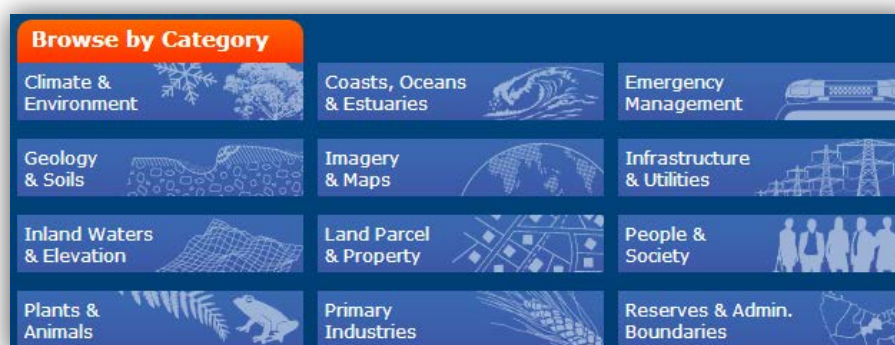 Browse by Category
Climate &
Environment
Coasts, Oceans
& Estuaries
Emergency
Management
Geology
& Soils
Imagery
& Maps
Infrastructure
& Utilities
Inland Waters
& Elevation
Land Parcel
& Property
People &
Society
Plants &
Animals
Primary
Industries
Reserves & Admin.
Boundaries